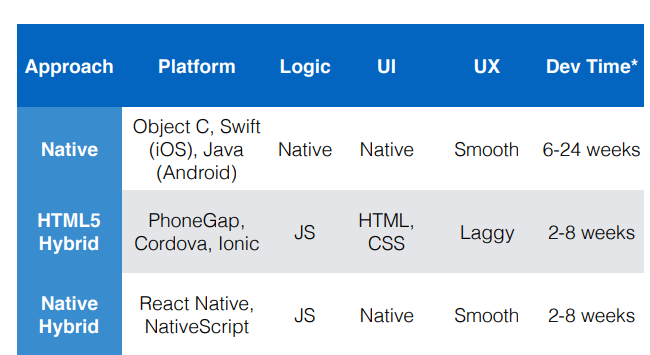 Approach Platform Logic UI UX Dev Time*
Object C, Swift
Native (iOS), Java Native Native Smooth 6-24 weeks
(Android)
HTML5 PhoneGap, HTML,
Hybrid Cordova, Ionic JS CSS Laggy 2-8 weeks
Native React Native,
Hybrid NativeScript JS Native Smooth 2-8 weeks